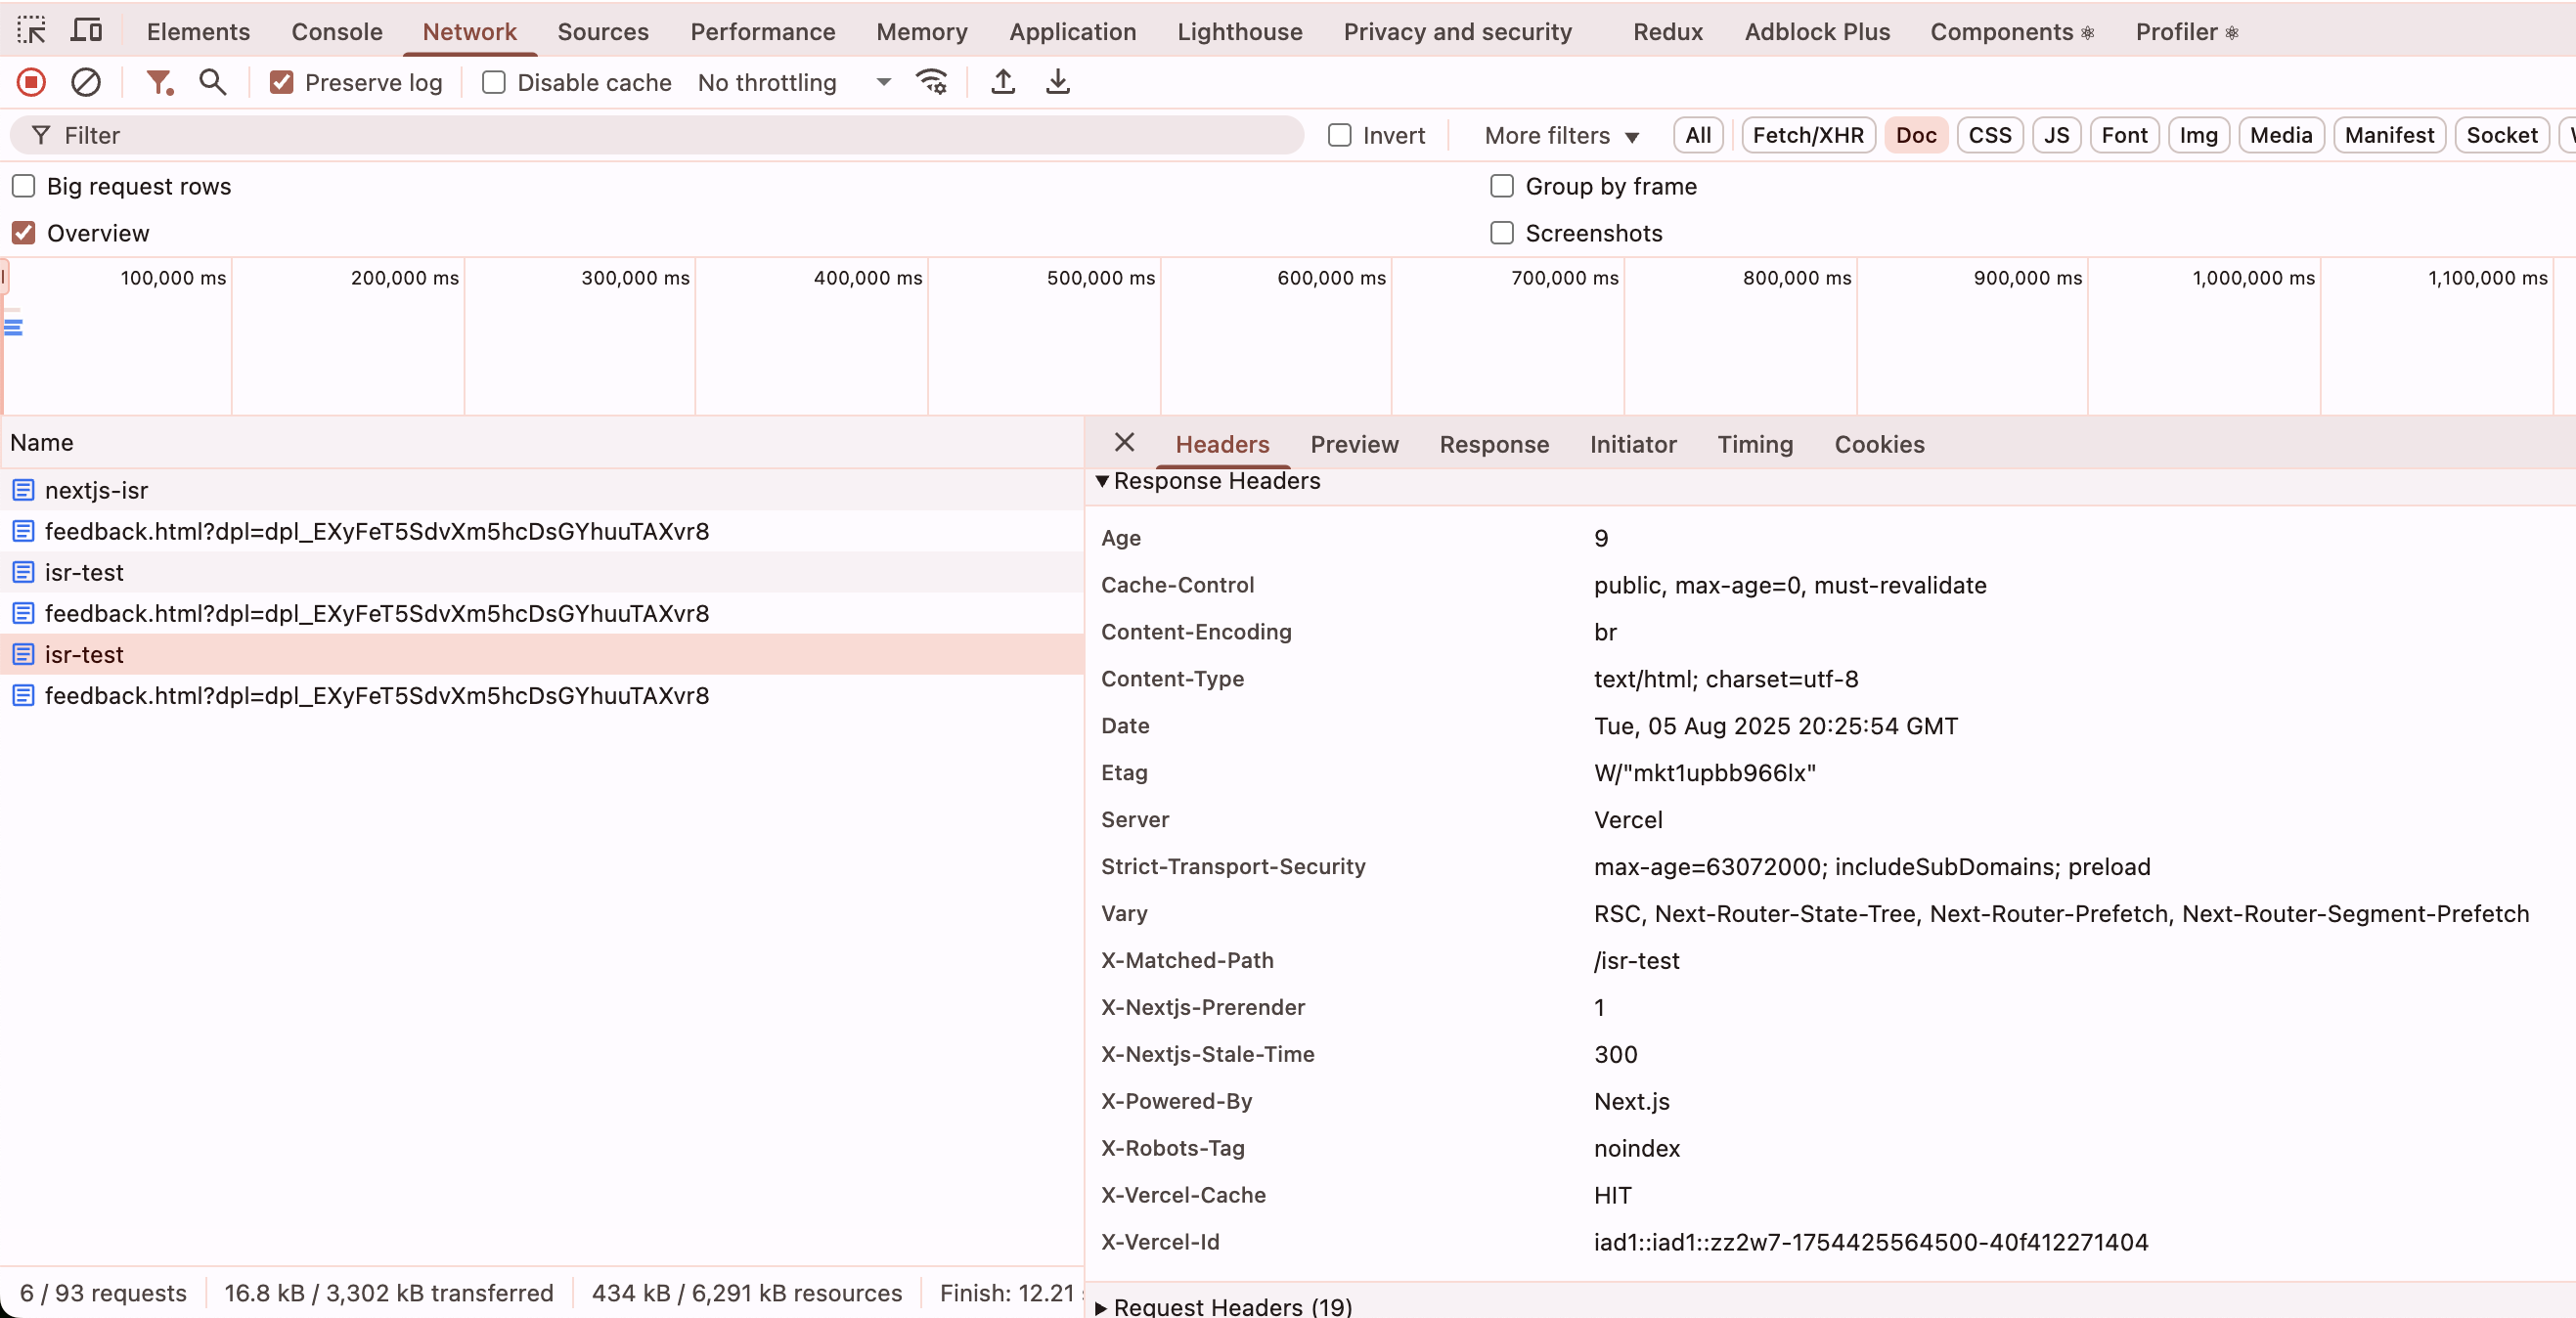 Elements Console Network Sources Performance Memory Application Lighthouse Privacy and security Redux Adblock Plus Components ⚛ Profiler ⚛
Preserve log Disable cache No throttling
Filter Invert More filters ▼ All Fetch/XHR Doc CSS JS Font Img Media Manifest Socket
Big request rows Group by frame
Overview Screenshots
100,000 ms 200,000 ms 300,000 ms 400,000 ms 500,000 ms 600,000 ms 700,000 ms 800,000 ms 900,000 ms 1,000,000 ms 1,100,000 ms
Name
nextjs-isr
feedback.html?dpl=dpl_EXyFeT5SdvXm5hcDsGYhuuTAXvr8
isr-test
feedback.html?dpl=dpl_EXyFeT5SdvXm5hcDsGYhuuTAXvr8
isr-test
feedback.html?dpl=dpl_EXyFeT5SdvXm5hcDsGYhuuTAXvr8
6 / 93 requests 16.8 kB / 3,302 kB transferred 434 kB / 6,291 kB resources Finish: 12.21
Headers Preview Response Initiator Timing Cookies
▼ Response Headers
Age 9
Cache-Control public, max-age=0, must-revalidate
Content-Encoding br
Content-Type text/html; charset=utf-8
Date Tue, 05 Aug 2025 20:25:54 GMT
Etag W/"mkt1upbb966lx"
Server Vercel
Strict-Transport-Security max-age=63072000; includeSubDomains; preload
Vary RSC, Next-Router-State-Tree, Next-Router-Prefetch, Next-Router-Segment-Prefetch
X-Matched-Path /isr-test
X-Nextjs-Prerender 1
X-Nextjs-Stale-Time 300
X-Powered-By Next.js
X-Robots-Tag noindex
X-Vercel-Cache HIT
X-Vercel-Id iad1::iad1::zz2w7-1754425564500-40f412271404
▶ Request Headers (19)